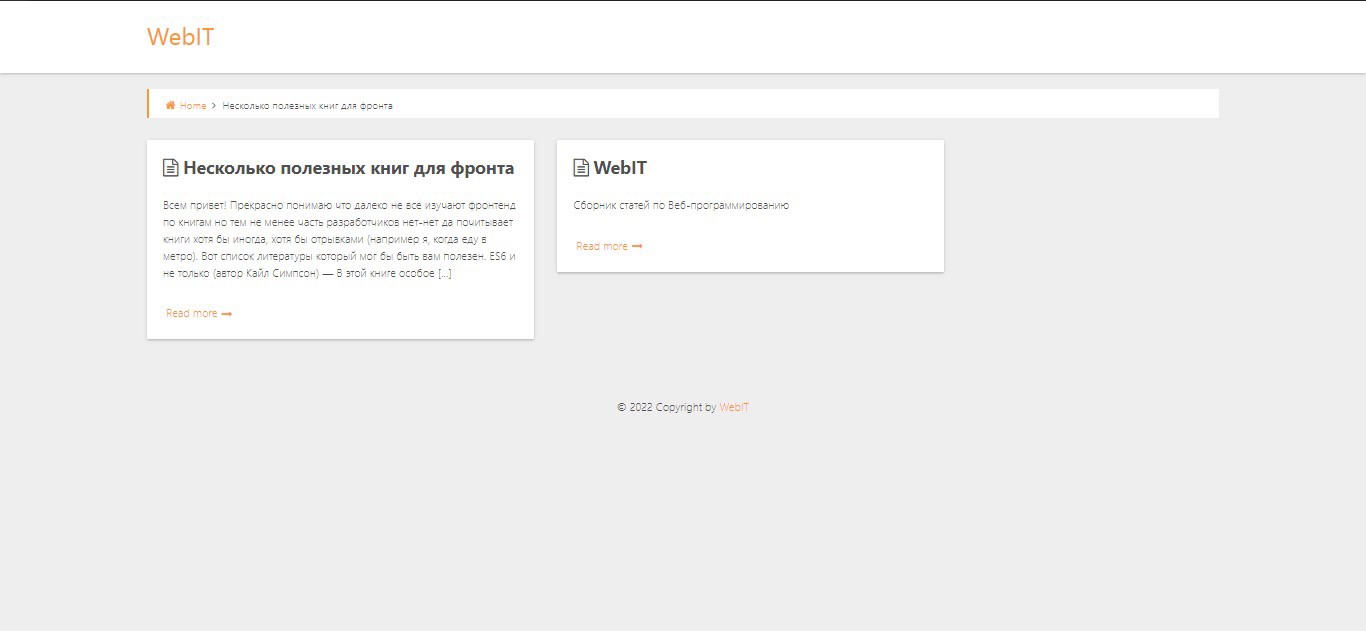 WebIT
Home > Несколько полезных книг для фронта
Несколько полезных книг для фронта
Всем привет! Прекрасно понимаю что далеко не все изучают фронтенд
по книгам но тем не менее часть разработчиков нет-нет да почитывает
книги хотя бы иногда, хотя бы отрывками (например я, когда еду в
метро). Вот список литературы который мог бы быть вам полезен. ES6 и
не только (автор Кайл Симпсон) — В этой книге особое [...]
Read more
WebIT
Сборник статей по Веб-программированию
Read more
© 2022 Copyright by WebIT